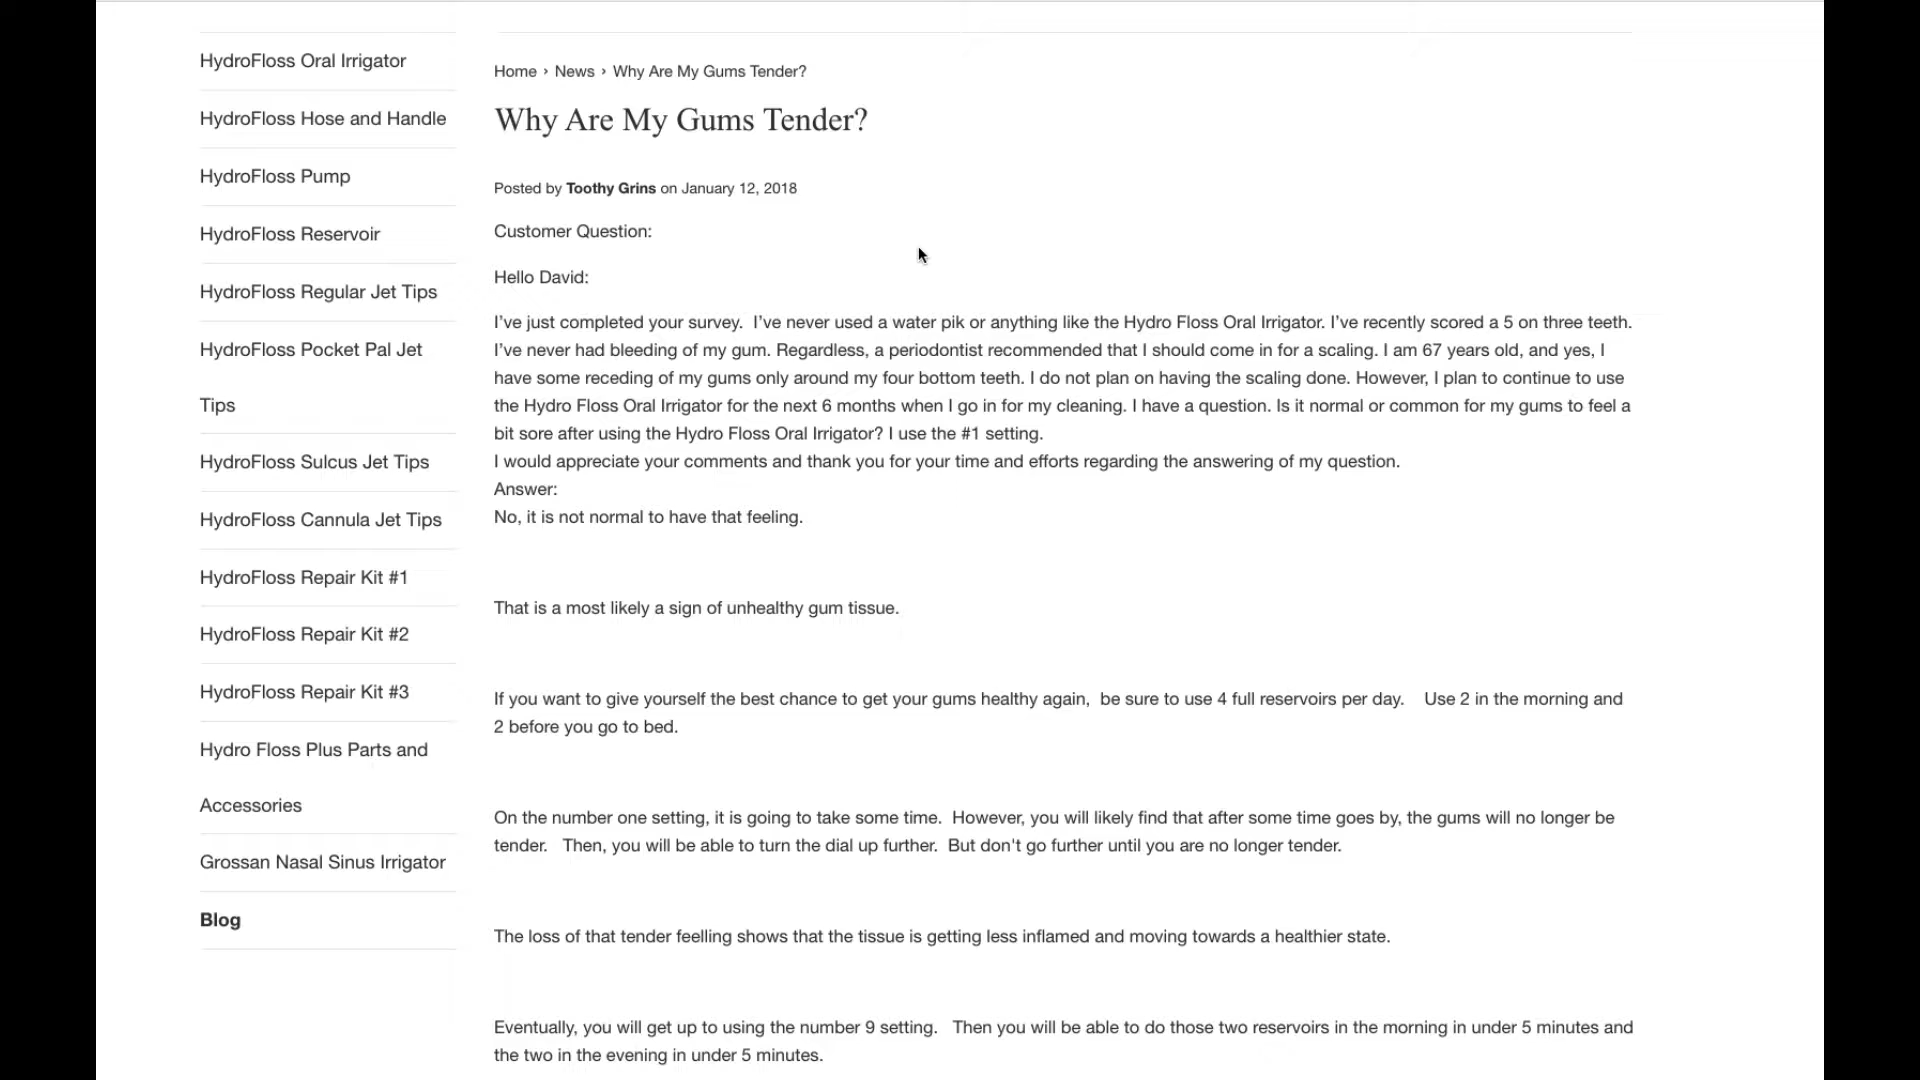 HydroFloss Oral Irrigator
HydroFloss Hose and Handle
HydroFloss Pump
HydroFloss Reservoir
HydroFloss Regular Jet Tips
HydroFloss Pocket Pal Jet
Tips
HydroFloss Sulcus Jet Tips
HydroFloss Cannula Jet Tips
HydroFloss Repair Kit #1
HydroFloss Repair Kit #2
HydroFloss Repair Kit #3
Hydro Floss Plus Parts and
Accessories
Grossan Nasal Sinus Irrigator
Blog
Home › News › Why Are My Gums Tender?
Why Are My Gums Tender?
Posted by Toothy Grins on January 12, 2018
Customer Question:
Hello David:
I’ve just completed your survey.  I’ve never used a water pik or anything like the Hydro Floss Oral Irrigator. I’ve recently scored a 5 on three teeth.
I’ve never had bleeding of my gum. Regardless, a periodontist recommended that I should come in for a scaling. I am 67 years old, and yes, I
have some receding of my gums only around my four bottom teeth. I do not plan on having the scaling done. However, I plan to continue to use
the Hydro Floss Oral Irrigator for the next 6 months when I go in for my cleaning. I have a question. Is it normal or common for my gums to feel a
bit sore after using the Hydro Floss Oral Irrigator? I use the #1 setting.
I would appreciate your comments and thank you for your time and efforts regarding the answering of my question.
Answer:
No, it is not normal to have that feeling.
That is a most likely a sign of unhealthy gum tissue.
If you want to give yourself the best chance to get your gums healthy again,  be sure to use 4 full reservoirs per day.    Use 2 in the morning and
2 before you go to bed.
On the number one setting, it is going to take some time.  However, you will likely find that after some time goes by, the gums will no longer be
tender.   Then, you will be able to turn the dial up further.  But don't go further until you are no longer tender.
The loss of that tender feelling shows that the tissue is getting less inflamed and moving towards a healthier state.
Eventually, you will get up to using the number 9 setting.   Then you will be able to do those two reservoirs in the morning in under 5 minutes and
the two in the evening in under 5 minutes.